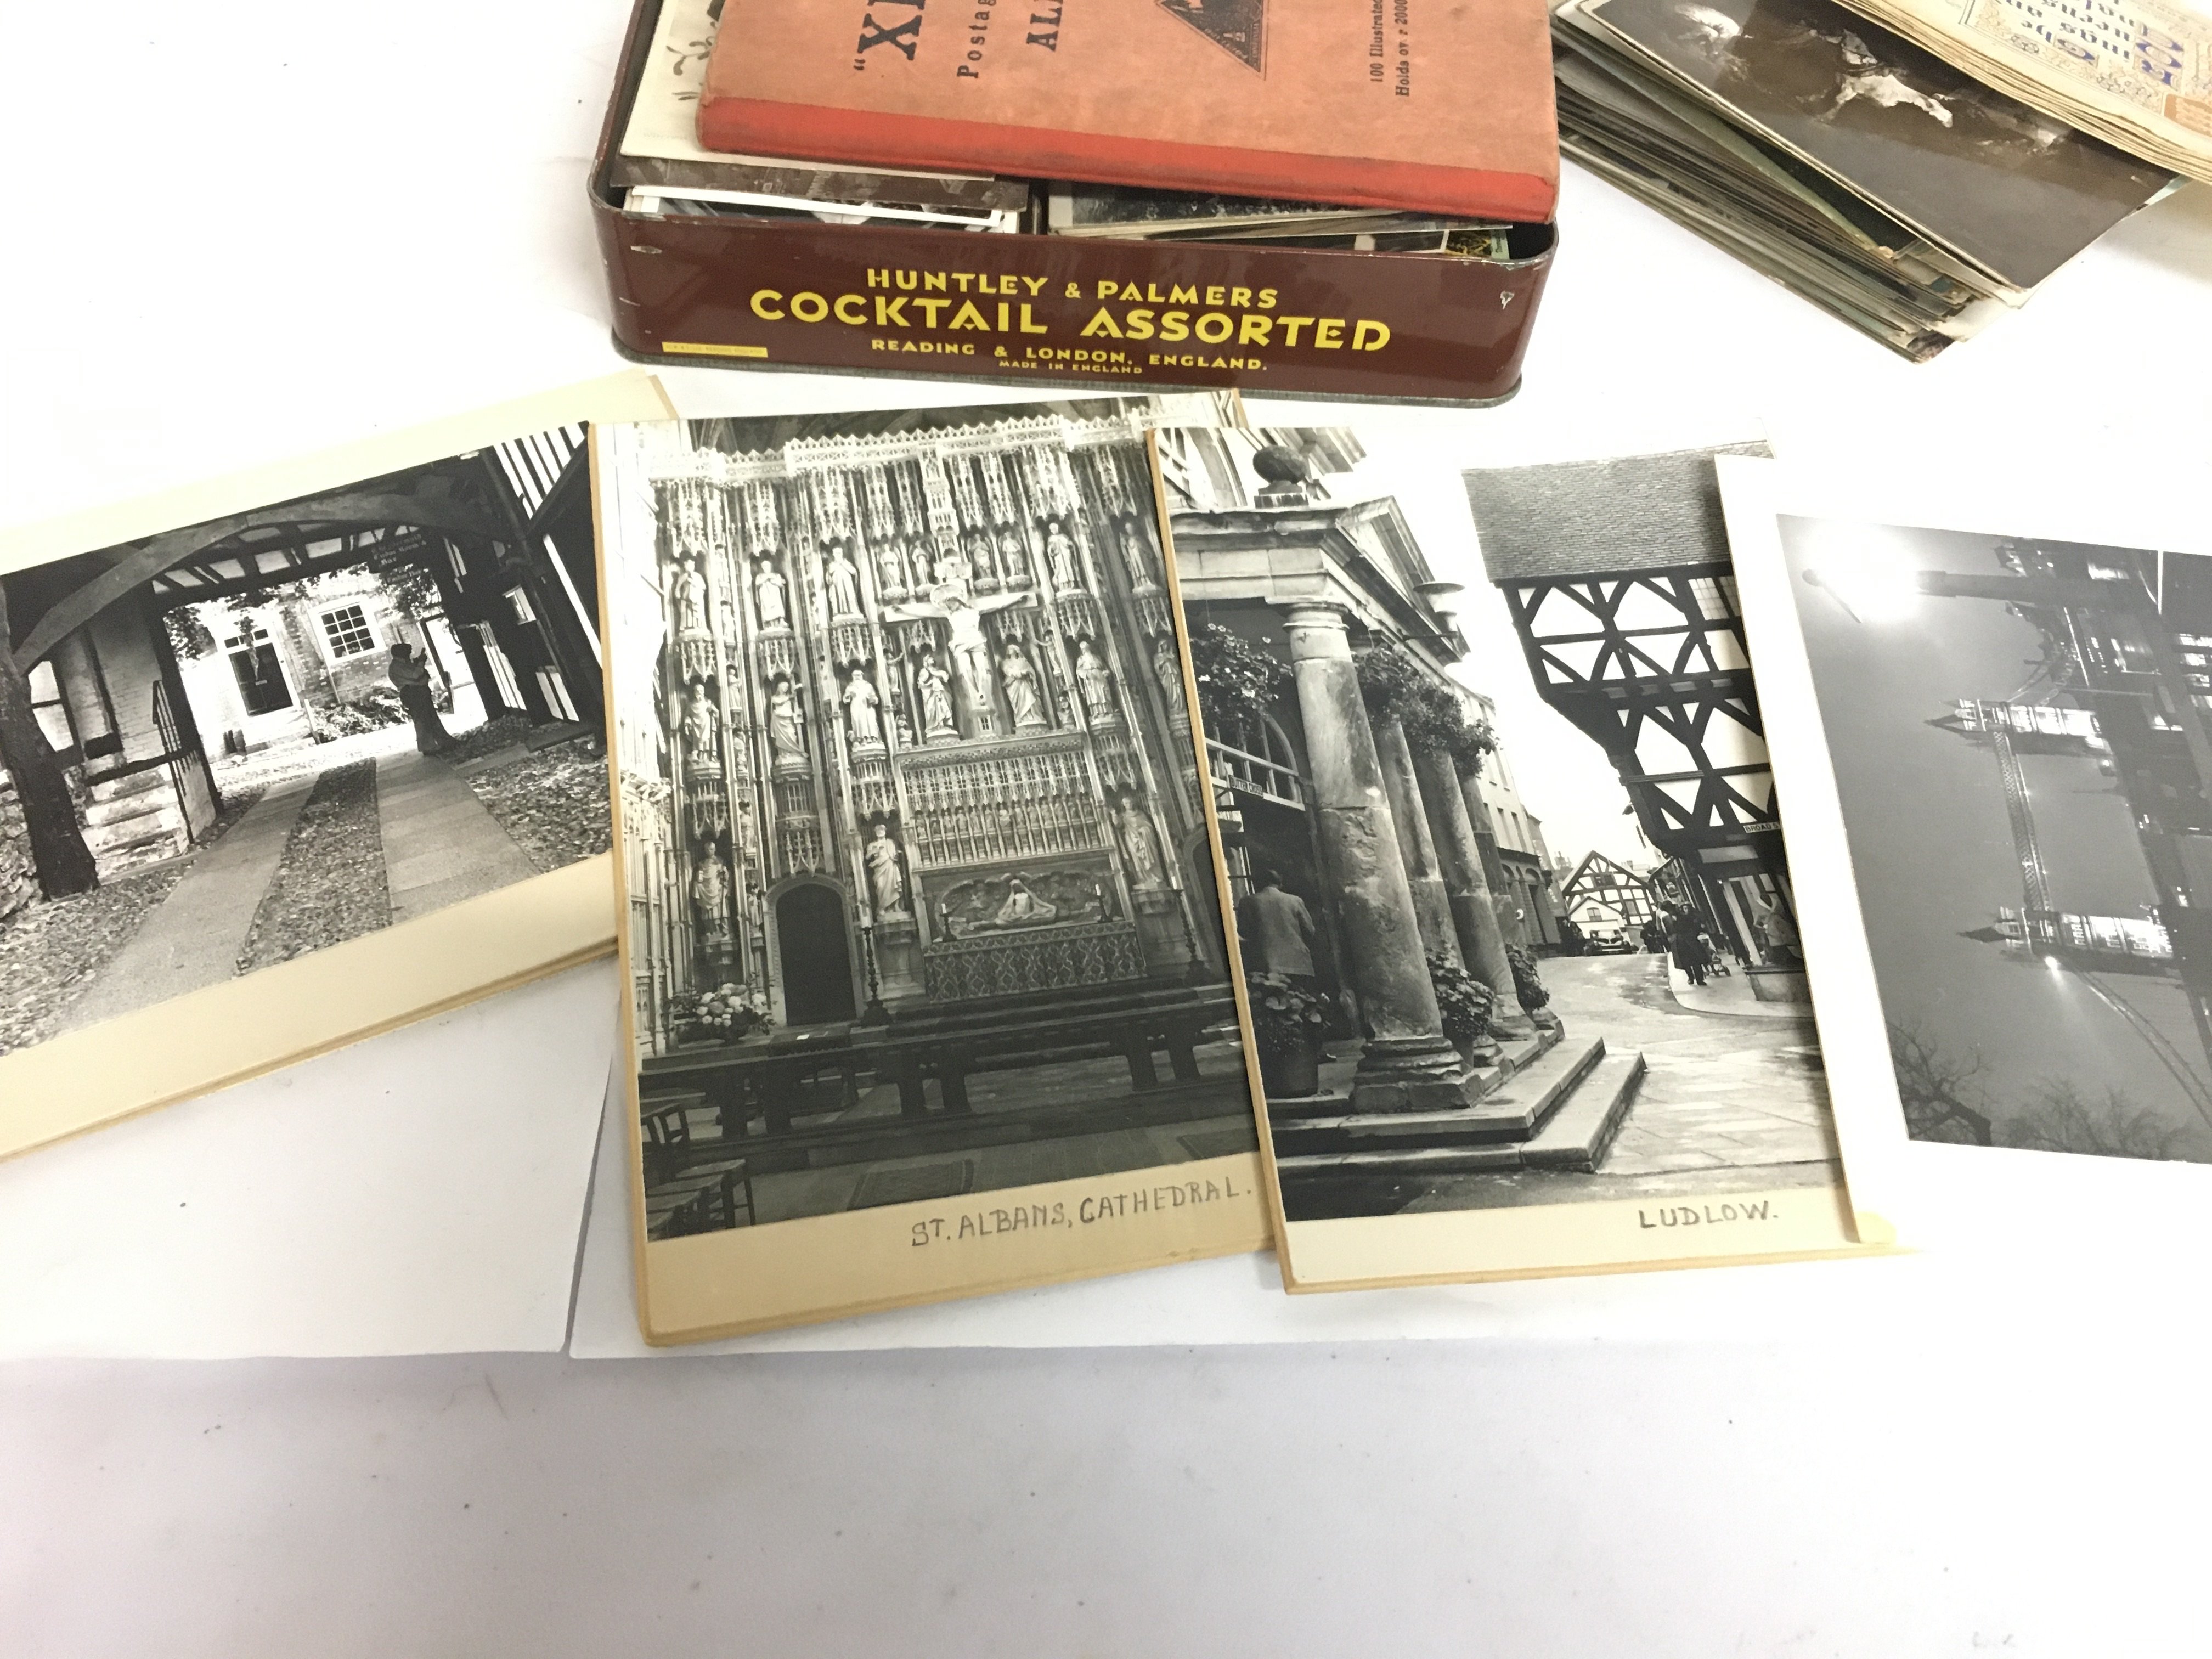 "XL
Postag
AL
100 Illustrated
Holds over 2000
HUNTLEY & PALMERS
COCKTAIL ASSORTED
READING & LONDON, ENGLAND.
MADE IN ENGLAND
ST. ALBANS, CATHEDRAL.
LUDLOW.